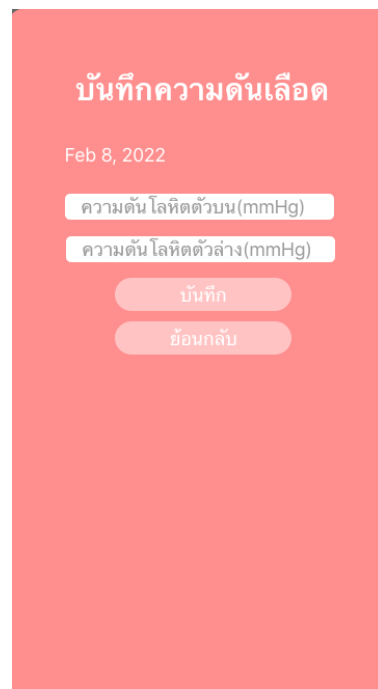 บันทึกความดันเลือด
Feb 8, 2022
ความดันโลหิตตัวบน(mmHg)
ความดันโลหิตตัวล่าง(mmHg)
บันทึก
ย้อนกลับ